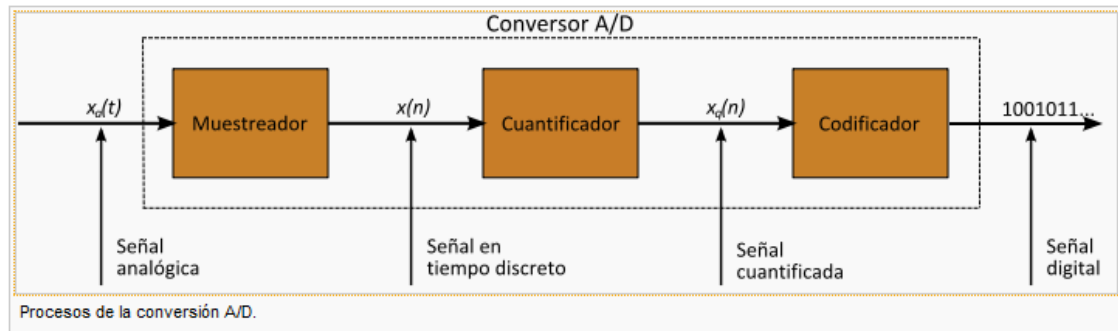 Conversor A/D
xa(t)
Muestreador
x(n)
Cuantificador
xq(n)
Codificador
1001011...
Señal
analógica
Señal en
tiempo discreto
Señal
cuantificada
Señal
digital
Procesos de la conversión A/D.